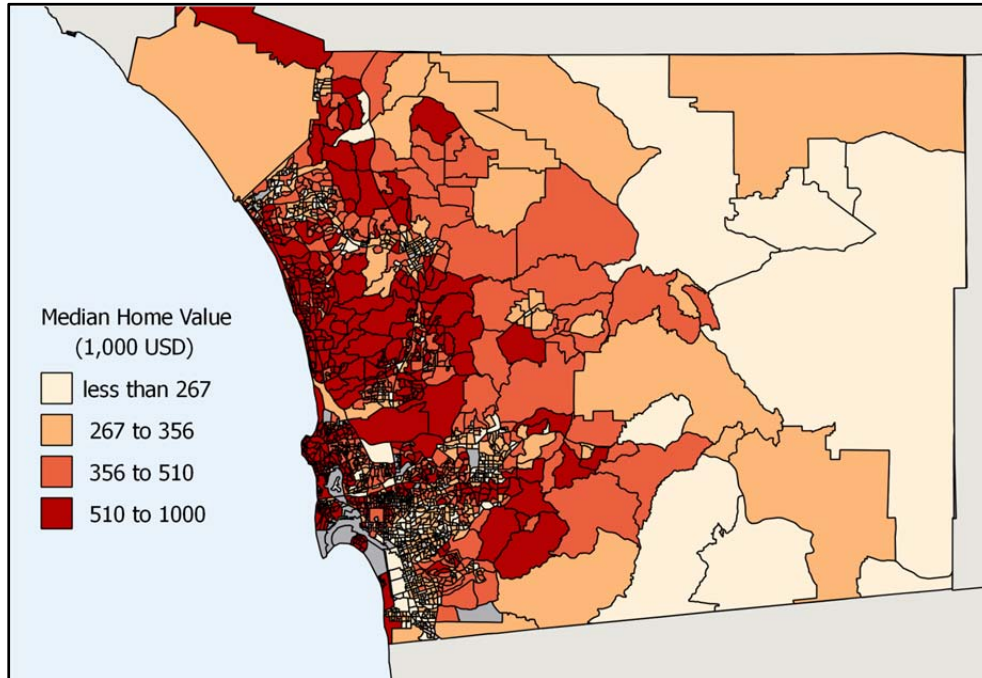 Median Home Value
(1,000 USD)
less than 267
267 to 356
356 to 510
510 to 1000